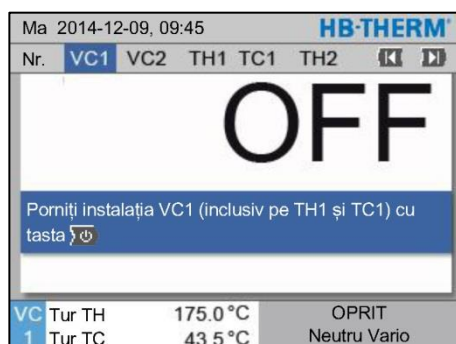 Ma 2014-12-09, 09:45 HB-THERM®
Nr. VC1 VC2 TH1 TC1 TH2
OFF
Porniți instalația VC1 (inclusiv pe TH1 și TC1) cu
tasta
VC Tur TH 175.0 °C OPRIT
1 Tur TC 43.5 °C Neutru Vario